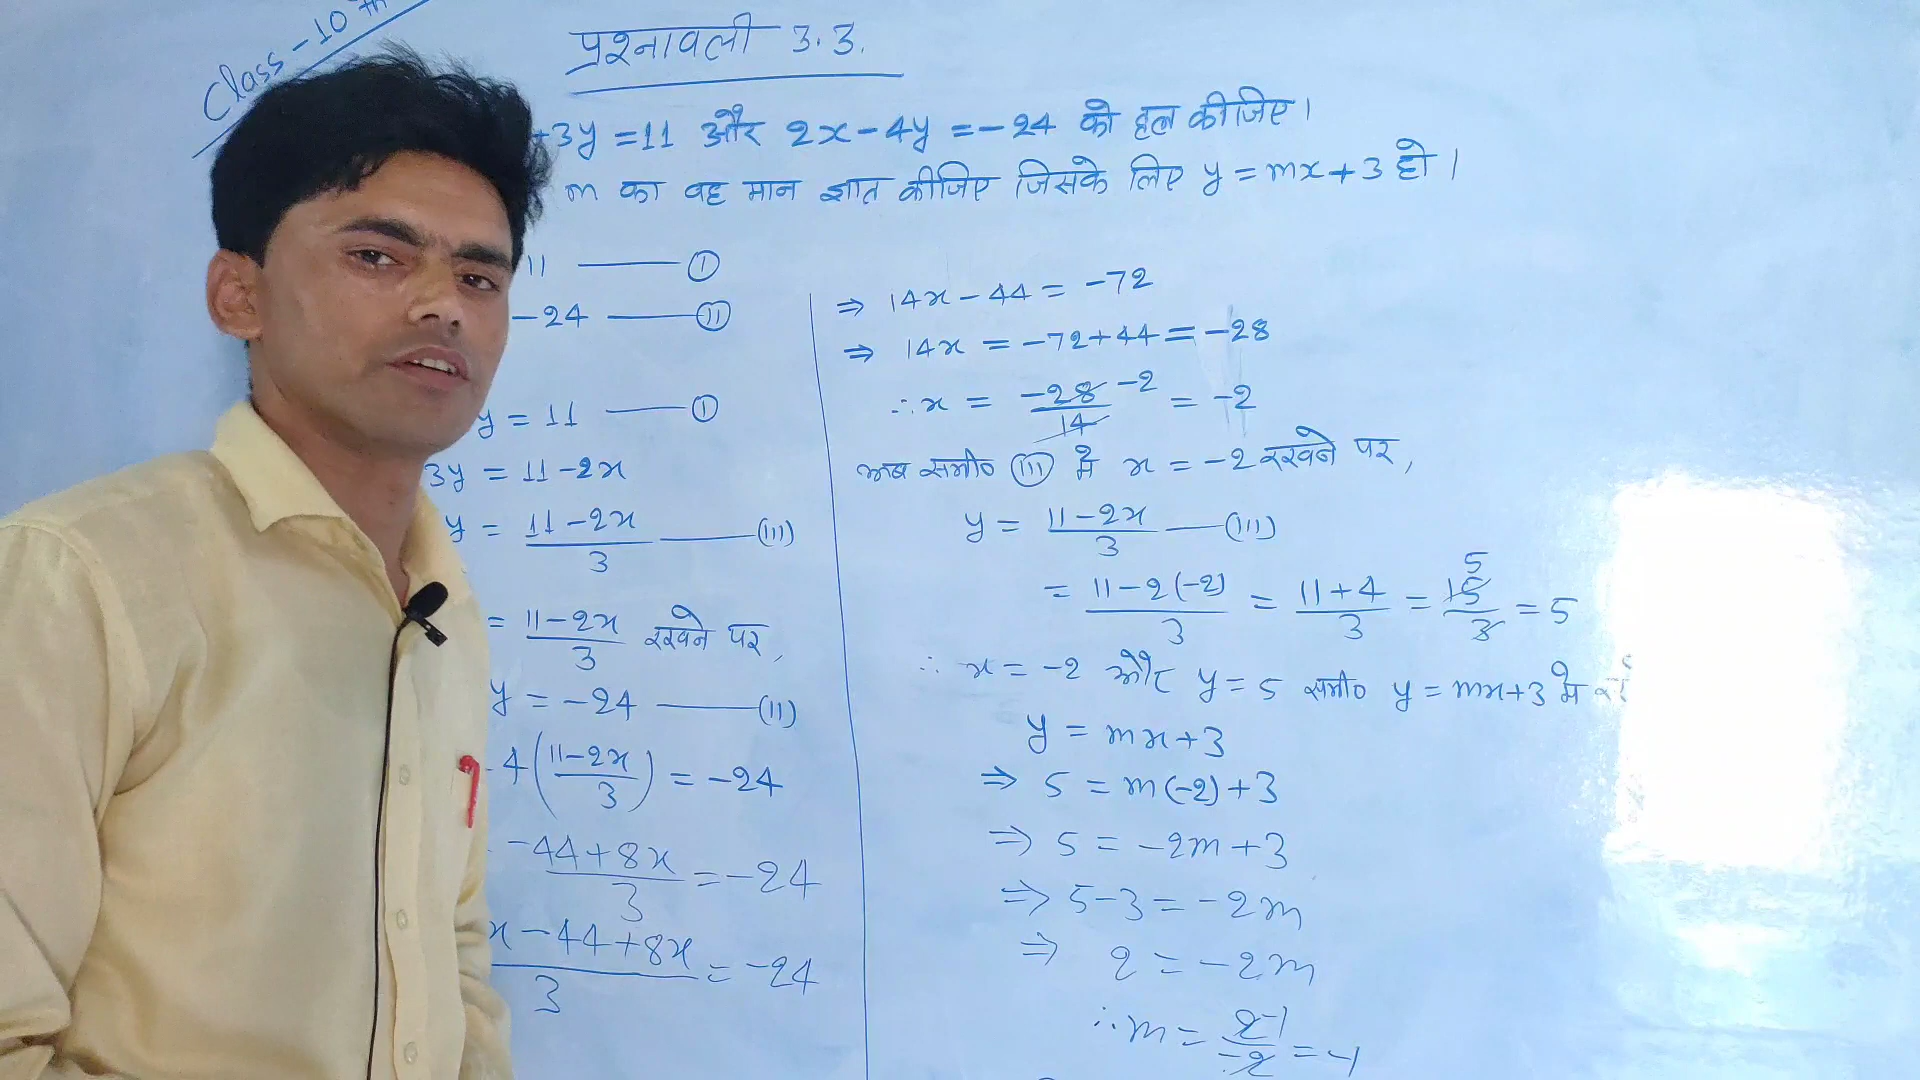 Class-10th
प्रश्नावली 3.3.
+3y = 11 और 2x - 4y = -24 को हल कीजिए।
m का वह मान ज्ञात कीजिए जिसके लिए y = mx + 3 हो।
11 —— (I)
-24 —— (II)
y = 11 —— (I)
3y = 11 - 2x
y = (11 - 2x)/3 —— (III)
= (11 - 2x)/3 रखने पर,
y = -24 —— (II)
4((11 - 2x)/3) = -24
(-44 + 8x)/3 = -24
(x - 44 + 8x)/3 = -24
⇒ 14x - 44 = -72
⇒ 14x = -72 + 44 = -28
∴ x = -28/14 -2 = -2
अब समी० (III) में x = -2 रखने पर,
y = (11 - 2x)/3 —— (III)
= (11 - 2(-2))/3 = (11 + 4)/3 = 15/3 5 = 5
∴ x = -2 और y = 5 समी० y = mx + 3 में
y = mx + 3
⇒ 5 = m(-2) + 3
⇒ 5 = -2m + 3
⇒ 5 - 3 = -2m
⇒ 2 = -2m
∴ m = 2/-2 -1 = -1